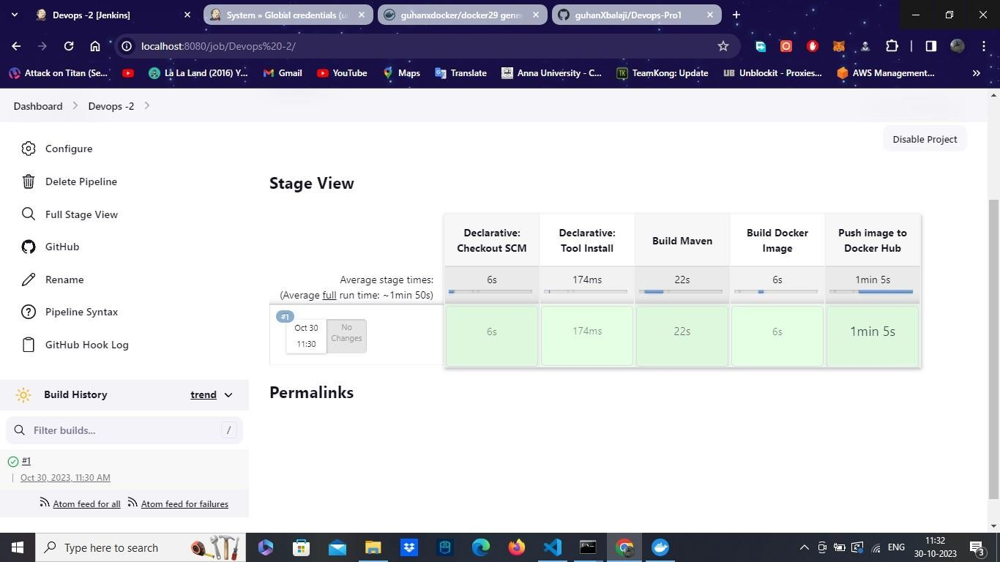 Devops -2 [Jenkins]
System » Global credentials (u
guhanxdocker/docker29 gener
guhanXbalaji/Devops-Pro1
localhost:8080/job/Devops%20-2/
Attack on Titan (Se...
La La Land (2016) Y...
Gmail
YouTube
Maps
Translate
Anna University - C...
TK
TeamKong: Update
UB
Unblockit - Proxies...
AWS Management...
Dashboard
Devops -2
Disable Project
Configure
Delete Pipeline
Full Stage View
GitHub
Rename
Pipeline Syntax
GitHub Hook Log
Build History
trend
Filter builds...
/
#1
Oct 30, 2023, 11:30 AM
Atom feed for all
Atom feed for failures
Stage View
Declarative: Checkout SCM
Declarative: Tool Install
Build Maven
Build Docker Image
Push image to Docker Hub
Average stage times:
(Average full run time: ~1min 50s)
6s
174ms
22s
6s
1min 5s
#1
Oct 30
11:30
No Changes
6s
174ms
22s
6s
1min 5s
Permalinks
Type here to search
ENG
11:32
30-10-2023
3